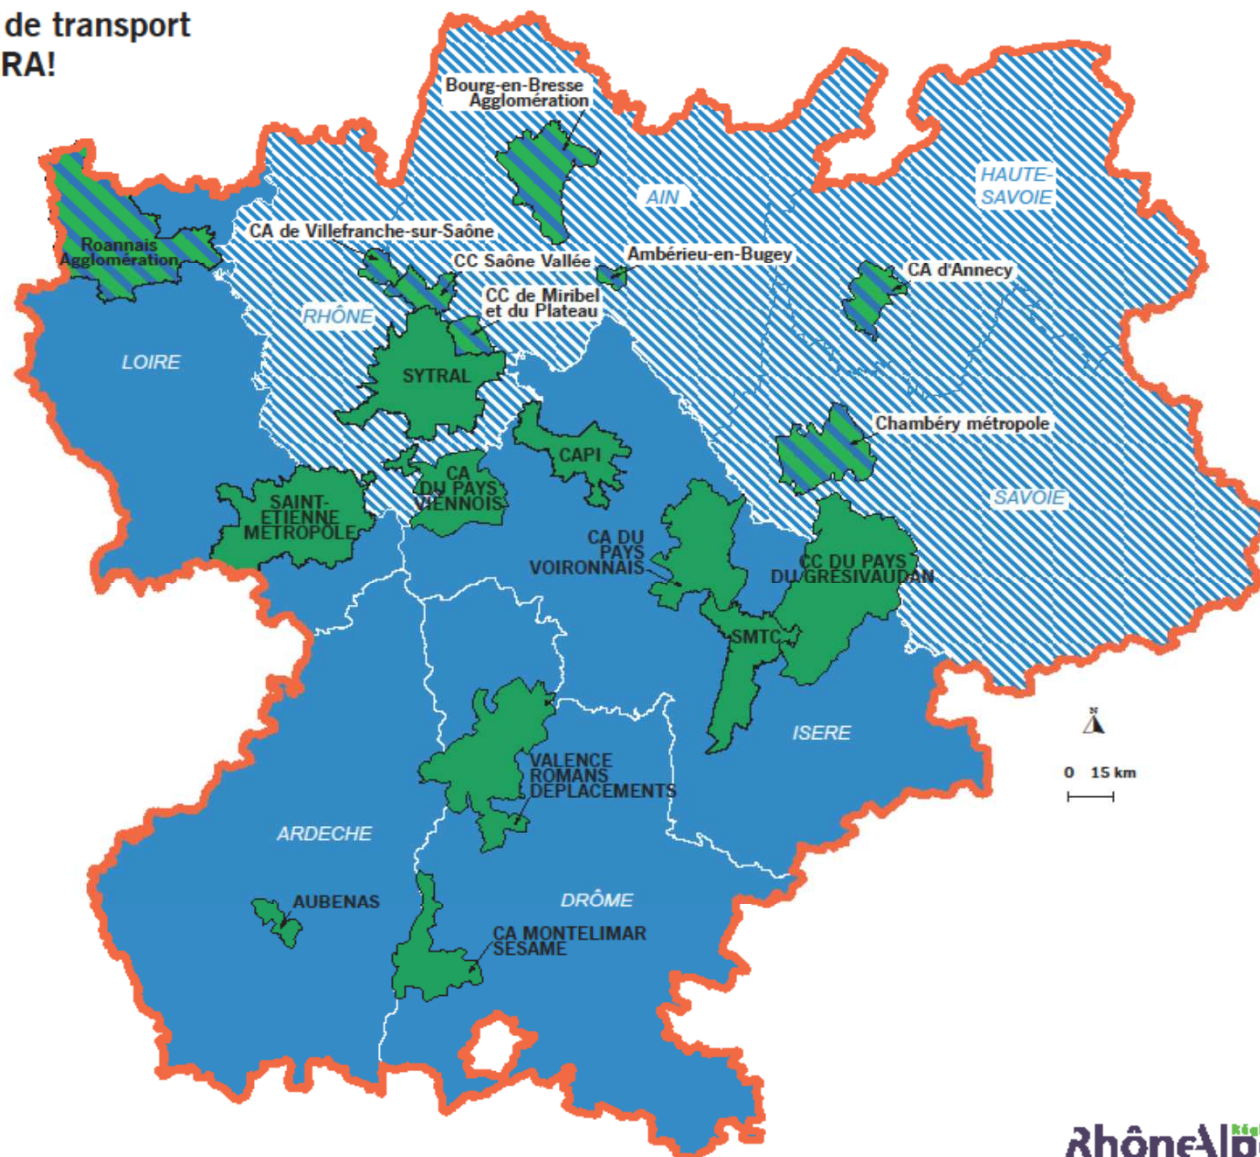 de transport
RA!
Bourg-en-Bresse
Agglomération
AIN
HAUTE-
SAVOIE
CA de Villefranche-sur-Saône
Roannais
Agglomération
CC Saône Vallée
Ambérieu-en-Bugey
CA d'Annecy
CC de Miribel
et du Plateau
RHÔNE
LOIRE
SYTRAL
Chambéry métropole
CAPI
CA
DU PAYS
VIENNOIS
SAINT-
ETIENNE
METROPOLE
SAVOIE
CA DU
PAYS
VOIRONNAIS
CC DU PAYS
DU GRESIVAUDAN
SMTC
N
ISERE
VALENCE
ROMANS
DEPLACEMENTS
0 15 km
ARDECHE
AUBENAS
DRÔME
CA MONTELIMAR
SESAME